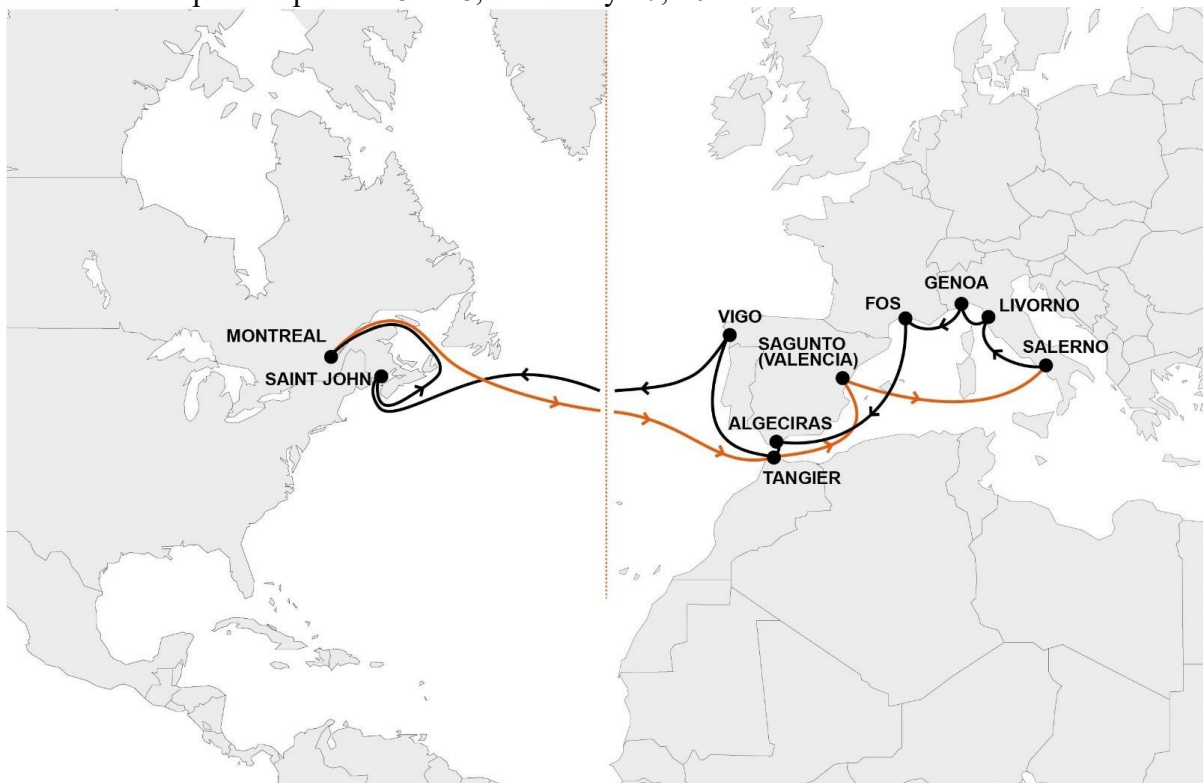 GENOA
FOS
LIVORNO
VIGO
MONTREAL
SAGUNTO
(VALENCIA)
SALERNO
SAINT JOHN
ALGECIRAS
TANGIER